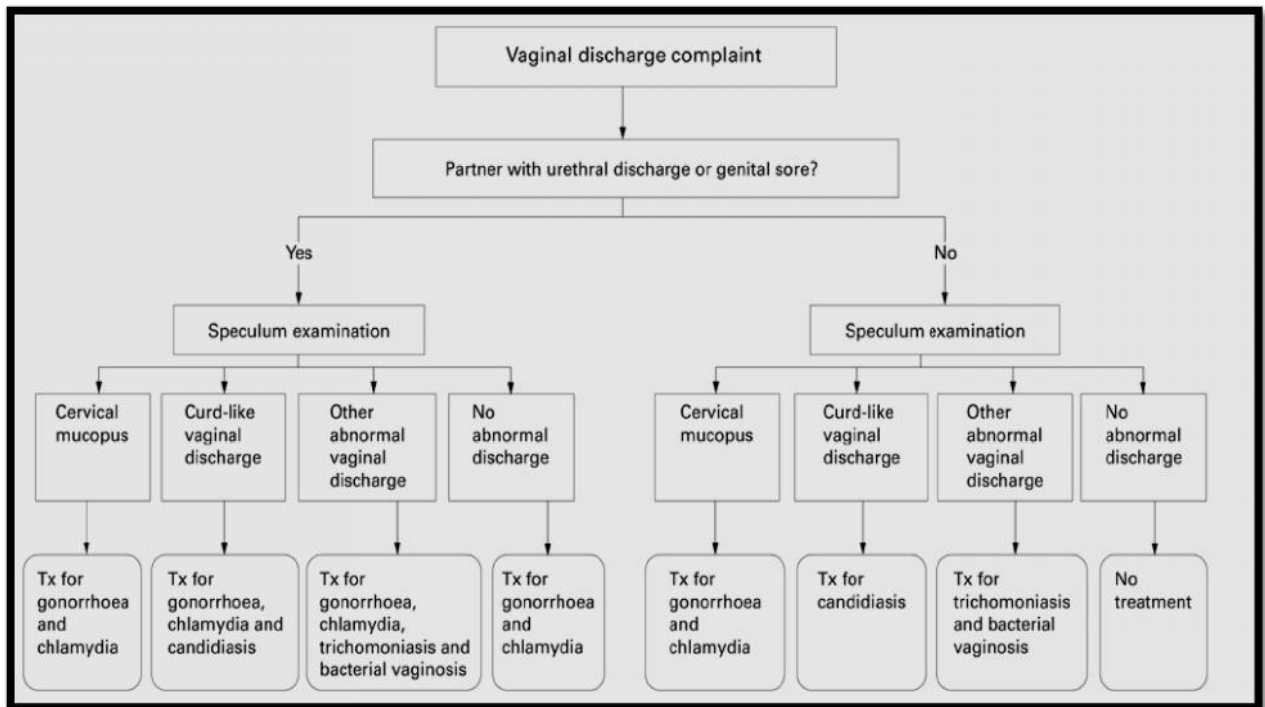 Vaginal discharge complaint
Partner with urethral discharge or genital sore?
Yes
No
Speculum examination
Speculum examination
Cervical
mucopus
Curd-like
vaginal
discharge
Other
abnormal
vaginal
discharge
No
abnormal
discharge
Cervical
mucopus
Curd-like
vaginal
discharge
Other
abnormal
vaginal
discharge
No
abnormal
discharge
Tx for
gonorrhoea
and
chlamydia
Tx for
gonorrhoea,
chlamydia and
candidiasis
Tx for
gonorrhoea,
chlamydia,
trichomoniasis and
bacterial vaginosis
Tx for
gonorrhoea
and
chlamydia
Tx for
gonorrhoea
and
chlamydia
Tx for
candidiasis
Tx for
trichomoniasis
and bacterial
vaginosis
No
treatment